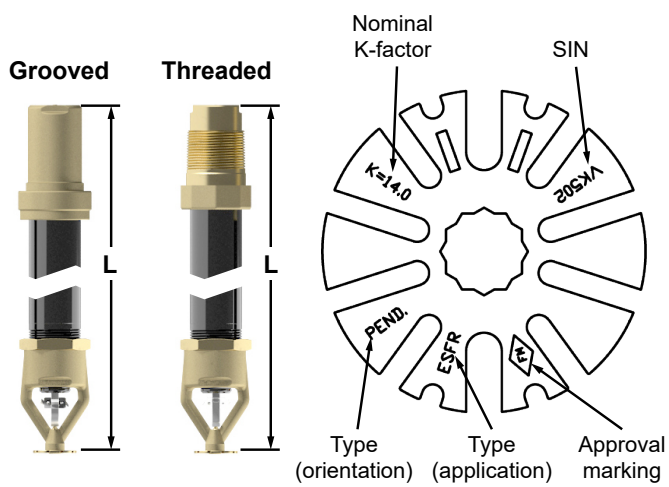 Nominal
K-factor
SIN
Grooved
Threaded
L
L
K=14.0
VK502
PEND.
ESFR
FM
Type
(orientation)
Type
(application)
Approval
marking